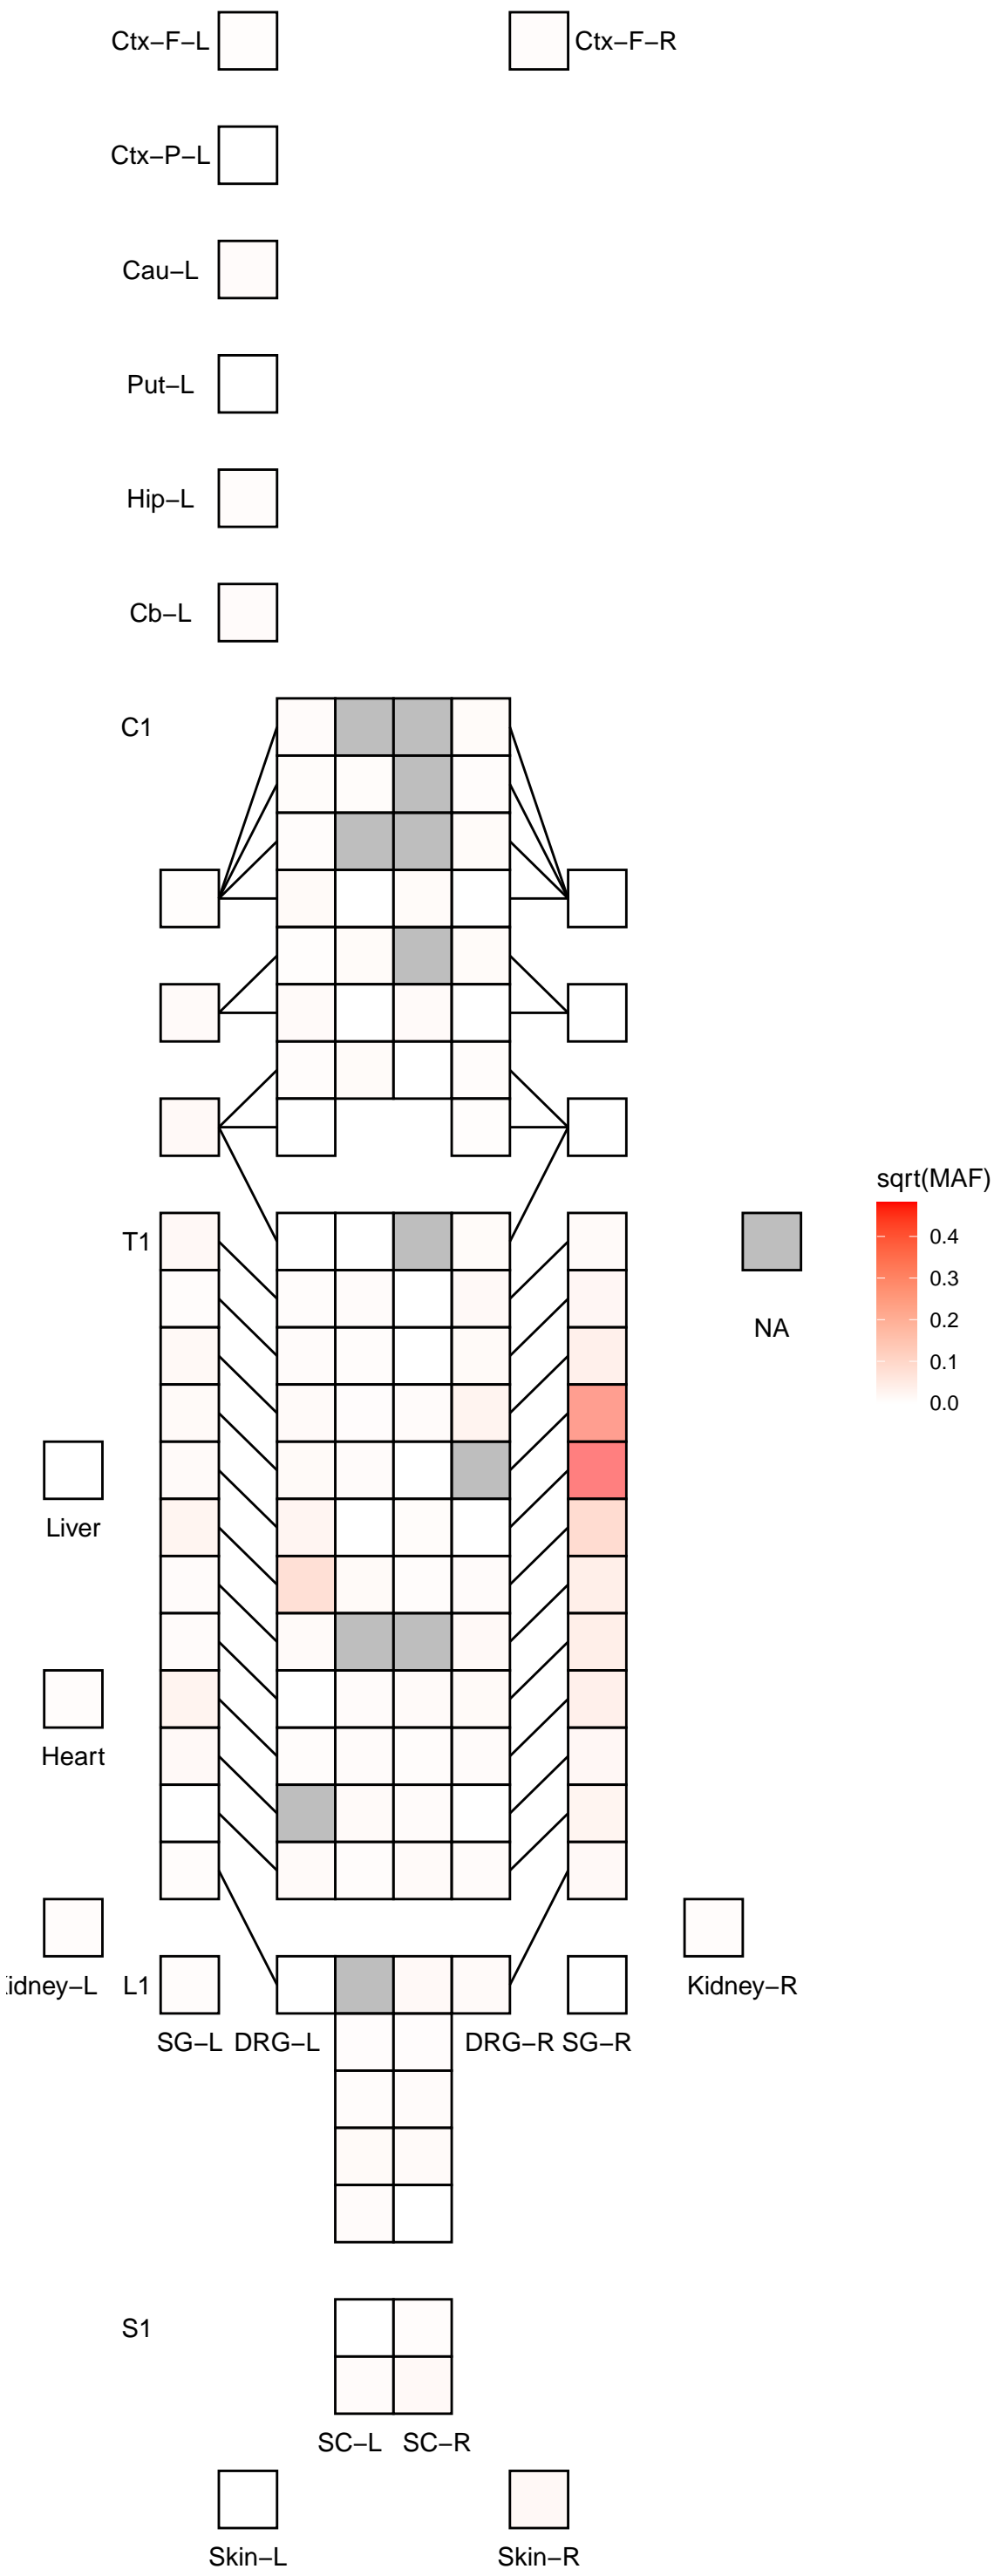 Ctx−F−L
Ctx−F−R
Ctx−P−L
Cau−L
Put−L
Hip−L
Cb−L
C1
sqrt(MAF)
T1
0.4
0.3
NA
0.2
0.1
0.0
Liver
Heart
idney−L
L1
Kidney−R
SG−L
DRG−L
DRG−R
SG−R
S1
SC−L
SC−R
Skin−L
Skin−R